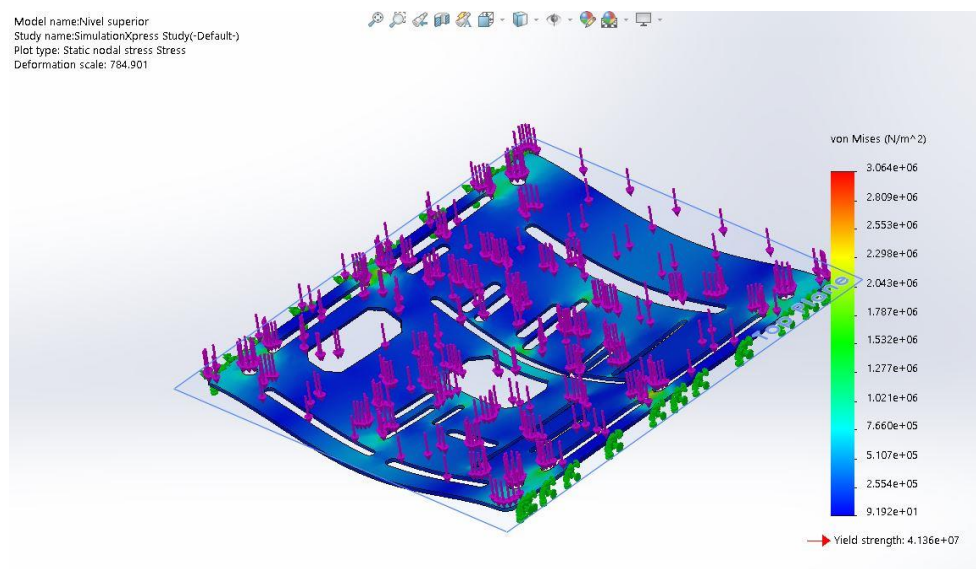 Model name:Nivel superior
Study name:SimulationXpress Study(-Default-)
Plot type: Static nodal stress Stress
Deformation scale: 784.901
von Mises (N/m^2)
3.064e+06
2.809e+06
2.553e+06
2.298e+06
2.043e+06
1.787e+06
1.532e+06
1.277e+06
1.021e+06
7.660e+05
5.107e+05
2.554e+05
9.192e+01
Yield strength: 4.136e+07
Top Plane